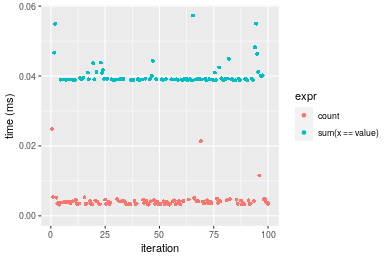 0.06
0.04
0.02
0.00
time (ms)
0
25
50
75
100
iteration
expr
count
sum(x == value)